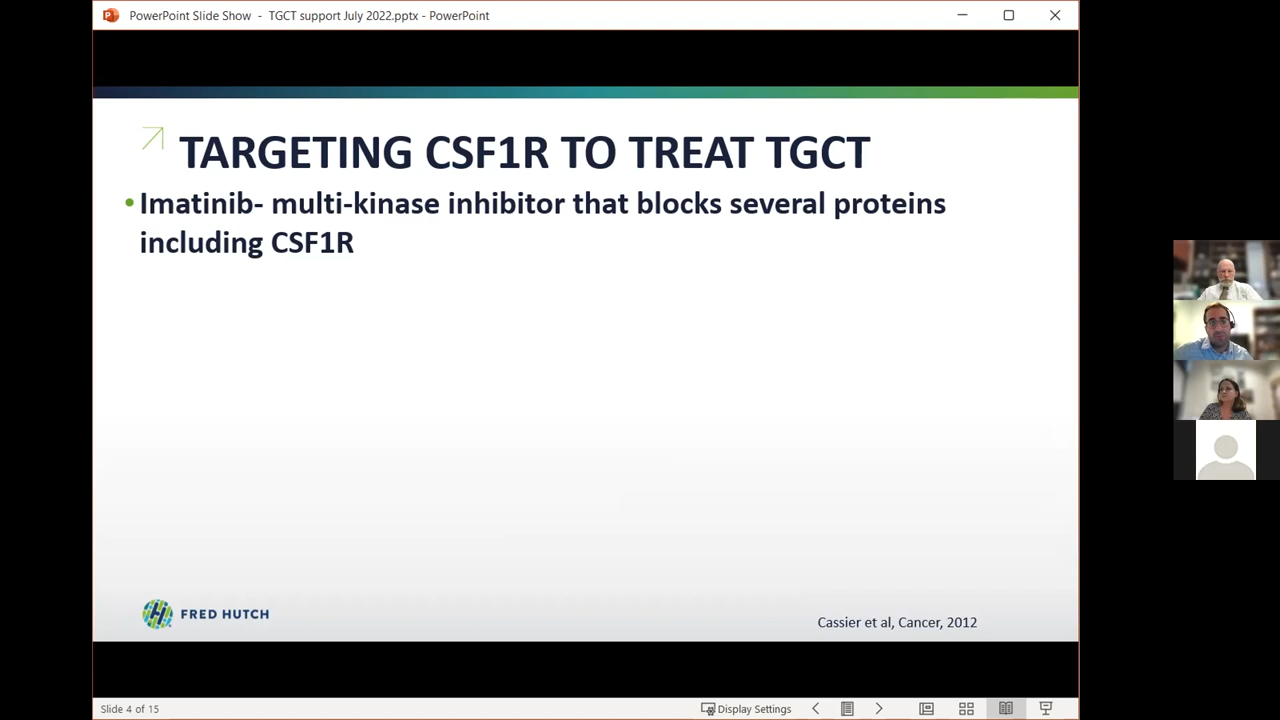 PowerPoint Slide Show - TGCT support July 2022.pptx - PowerPoint
TARGETING CSF1R TO TREAT TGCT
• Imatinib- multi-kinase inhibitor that blocks several proteins
including CSF1R
FRED HUTCH
Cassier et al, Cancer, 2012
Slide 4 of 15
Display Settings